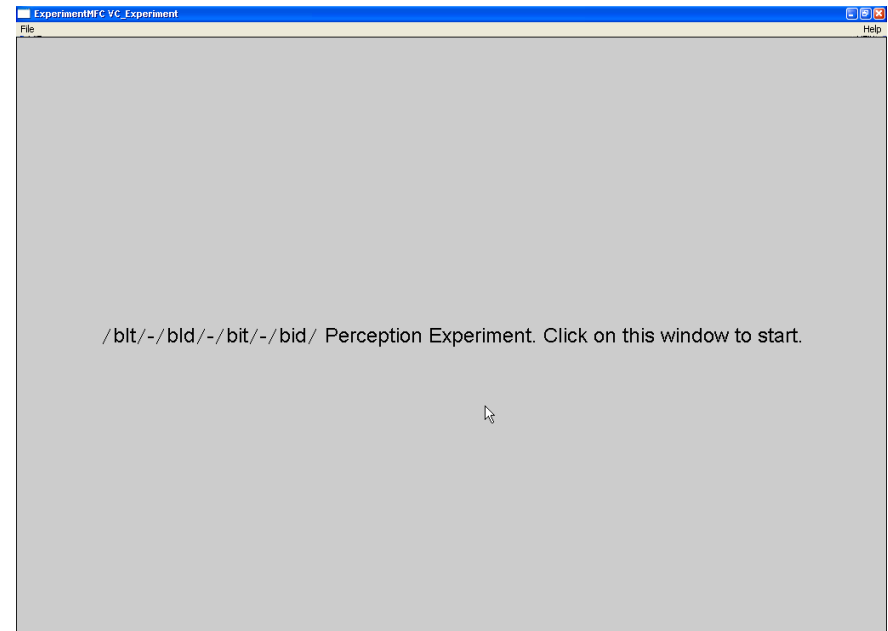 ExperimentMFC VC_Experiment
File Help
/bIt/-/bId/-/bit/-/bid/ Perception Experiment. Click on this window to start.